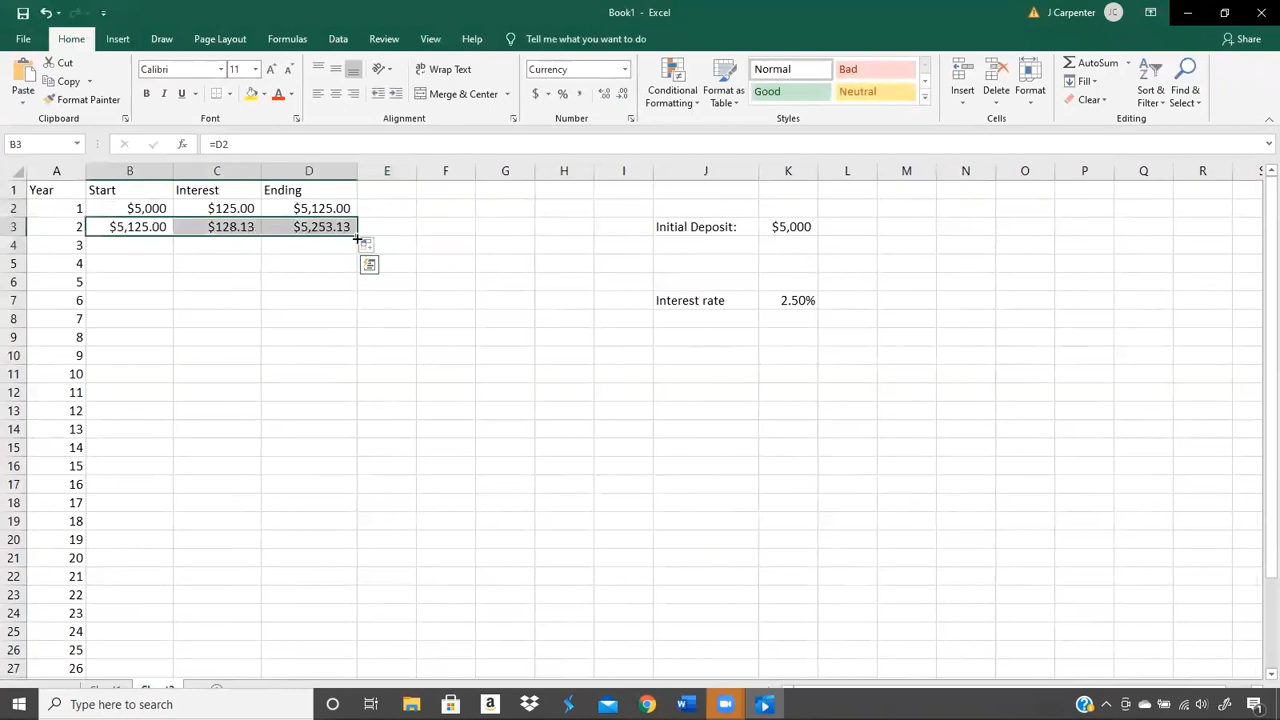 Book1 - Excel
J Carpenter
JC
File Home Insert Draw Page Layout Formulas Data Review View Help Tell me what you want to do Share
Paste
Cut
Copy
Format Painter
Clipboard
Calibri 11
B I U
Font
Wrap Text
Merge & Center
Alignment
Currency
$ % ,
Number
Conditional Formatting
Format as Table
Normal Bad
Good Neutral
Styles
Insert Delete Format
Cells
AutoSum
Fill
Clear
Sort & Filter
Find & Select
Editing
B3 fx =D2
A B C D E F G H I J K L M N O P Q R
1 Year Start Interest Ending
2 1 $5,000 $125.00 $5,125.00
3 2 $5,125.00 $128.13 $5,253.13 Initial Deposit: $5,000
4 3
5 4
6 5
7 6 Interest rate 2.50%
8 7
9 8
10 9
11 10
12 11
13 12
14 13
15 14
16 15
17 16
18 17
19 18
20 19
21 20
22 21
23 22
24 23
25 24
26 25
27 26
Type here to search